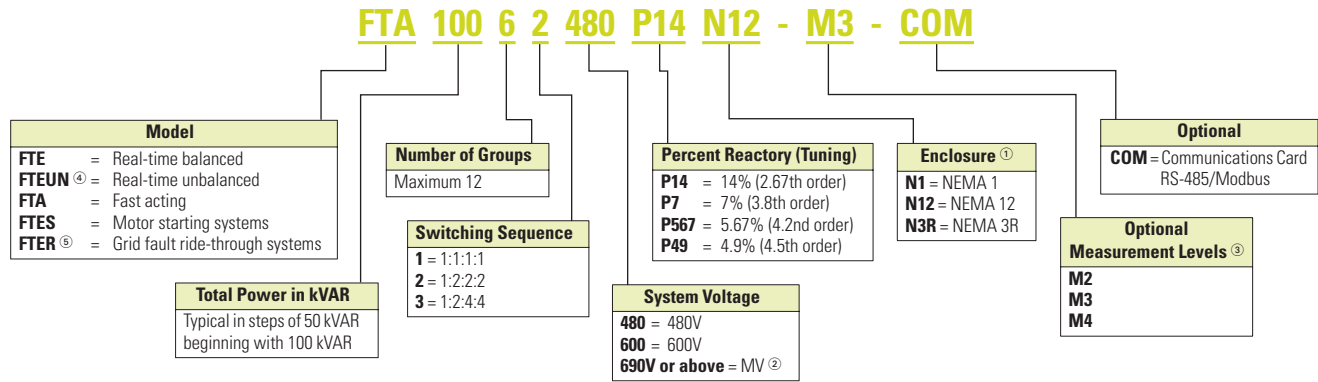 FTA 100 6 2 480 P14 N12 - M3 - COM
Model
FTE = Real-time balanced
FTEUN ④ = Real-time unbalanced
FTA = Fast acting
FTES = Motor starting systems
FTER ⑤ = Grid fault ride-through systems
Total Power in kVAR
Typical in steps of 50 kVAR
beginning with 100 kVAR
Number of Groups
Maximum 12
Switching Sequence
1 = 1:1:1:1
2 = 1:2:2:2
3 = 1:2:4:4
System Voltage
480 = 480V
600 = 600V
690V or above = MV ②
Percent Reactory (Tuning)
P14 = 14% (2.67th order)
P7 = 7% (3.8th order)
P567 = 5.67% (4.2nd order)
P49 = 4.9% (4.5th order)
Enclosure ①
N1 = NEMA 1
N12 = NEMA 12
N3R = NEMA 3R
Optional
Measurement Levels ③
M2
M3
M4
Optional
COM = Communications Card
RS-485/Modbus